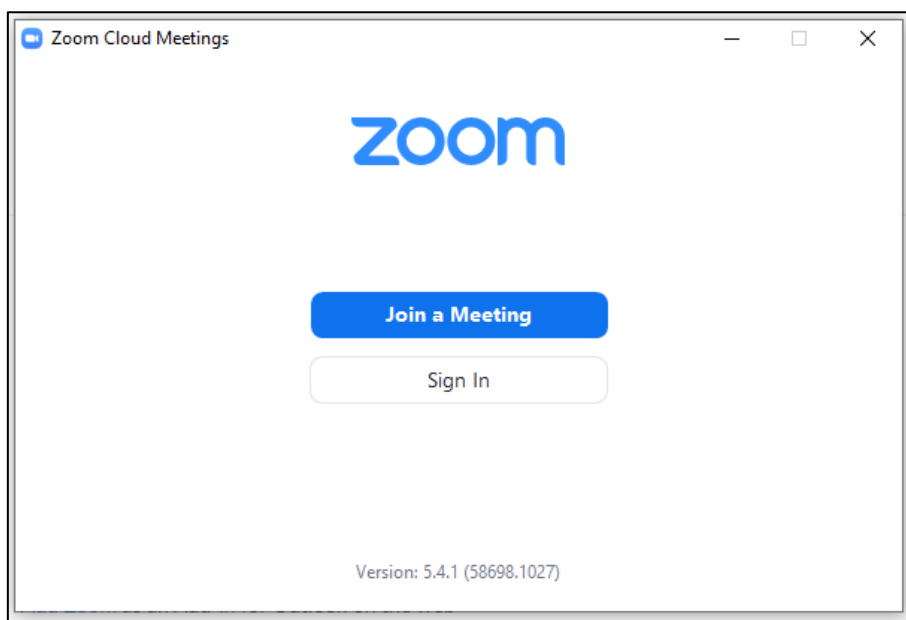 Zoom Cloud Meetings
zoom
Join a Meeting
Sign In
Version: 5.4.1 (58698.1027)